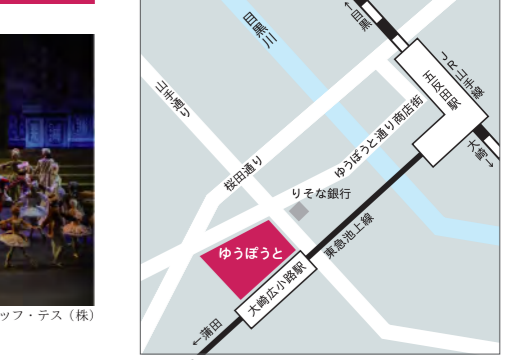 ←目黒
目黒川
JR山手線
五反田駅
山手通り
ゆうぽうと通り商店街
大崎→
桜田通り
りそな銀行
ゆうぽうと
東急池上線
大崎広小路駅
←蒲田
ッフ・テス（株）